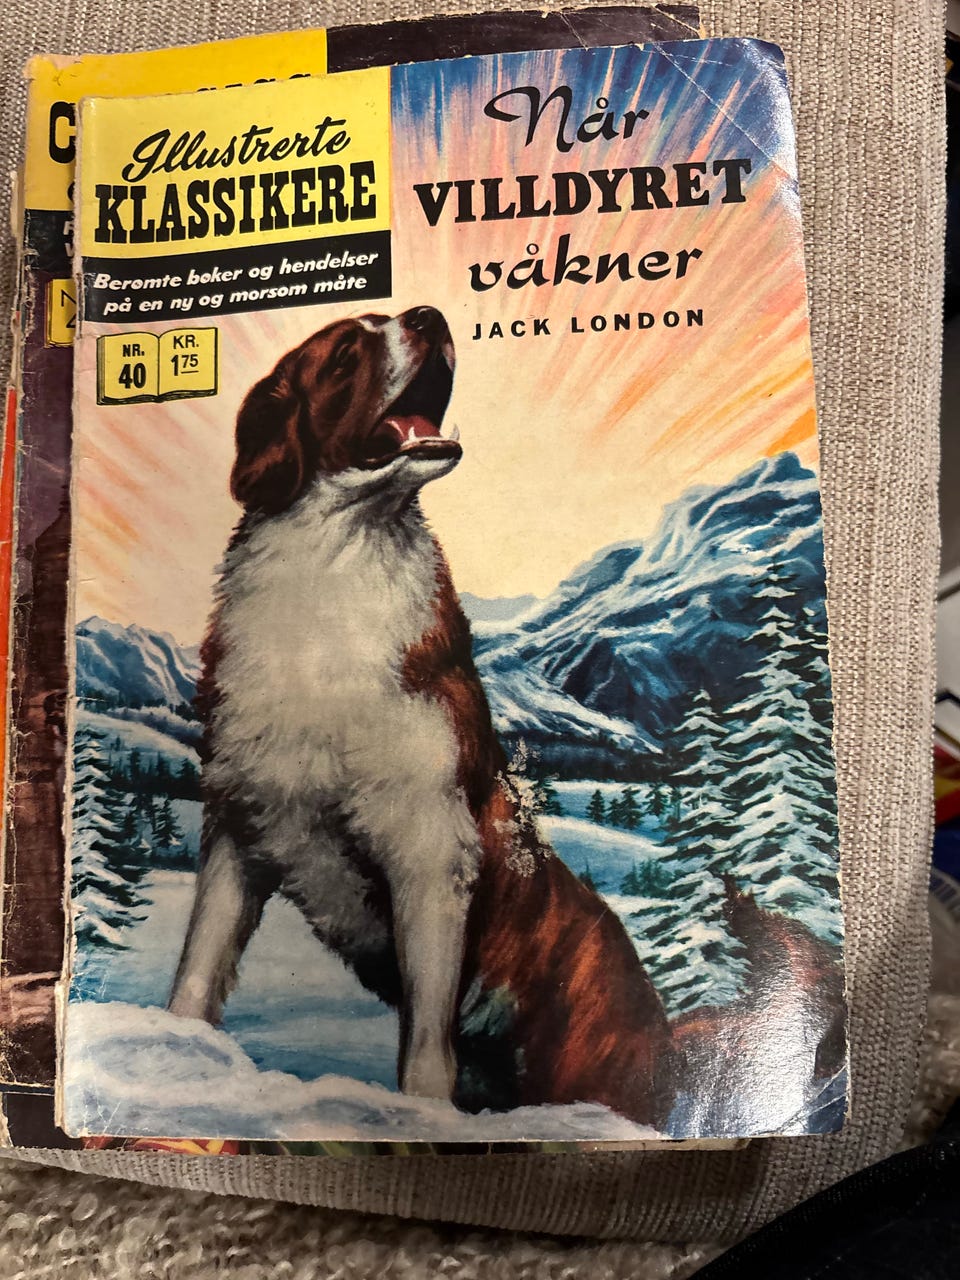 Illustrerte
KLASSIKERE
Berømte bøker og hendelser
på en ny og morsom måte
NR.
40
KR.
1 75
Når
VILLDYRET
våkner
JACK LONDON